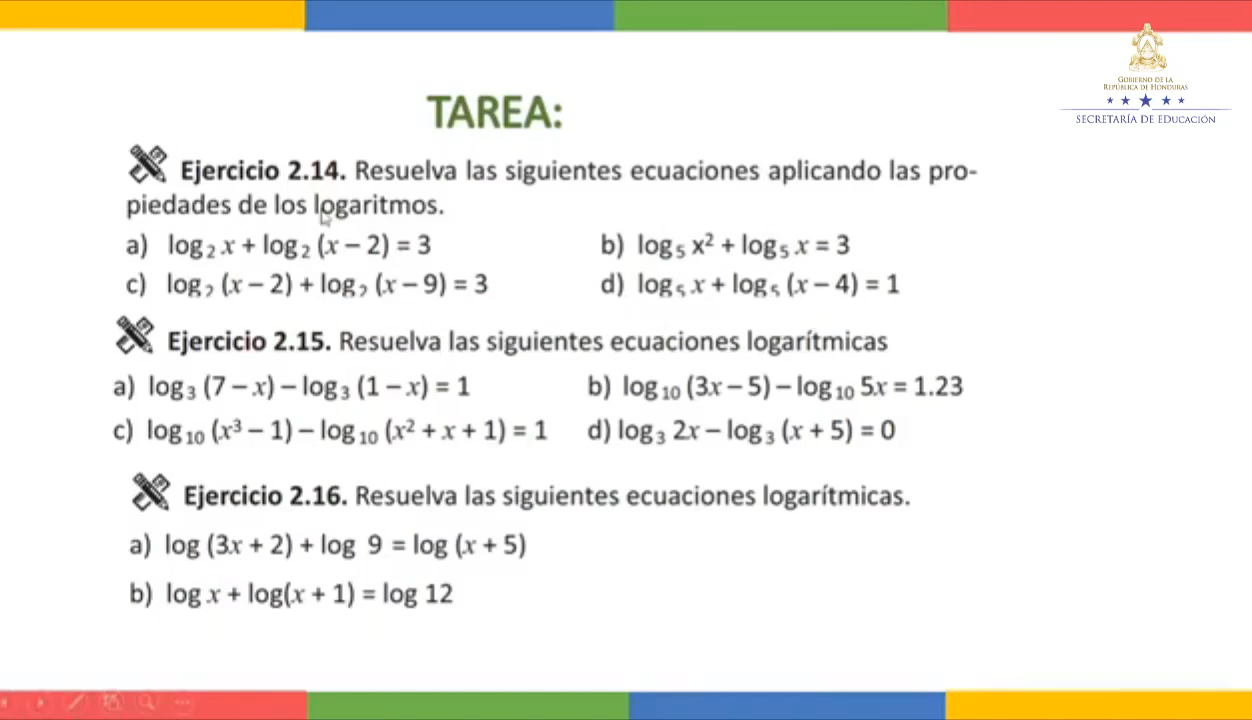 GOBIERNO DE LA
REPÚBLICA DE HONDURAS
SECRETARÍA DE EDUCACIÓN
TAREA:
Ejercicio 2.14. Resuelva las siguientes ecuaciones aplicando las pro-
piedades de los logaritmos.
a) log₂ x + log₂ (x – 2) = 3 b) log₅ x² + log₅ x = 3
c) log₂ (x – 2) + log₂ (x – 9) = 3 d) log₅ x + log₅ (x – 4) = 1
Ejercicio 2.15. Resuelva las siguientes ecuaciones logarítmicas
a) log₃ (7 – x) – log₃ (1 – x) = 1 b) log₁₀ (3x – 5) – log₁₀ 5x = 1.23
c) log₁₀ (x³ – 1) – log₁₀ (x² + x + 1) = 1 d) log₃ 2x – log₃ (x + 5) = 0
Ejercicio 2.16. Resuelva las siguientes ecuaciones logarítmicas.
a) log (3x + 2) + log 9 = log (x + 5)
b) log x + log(x + 1) = log 12